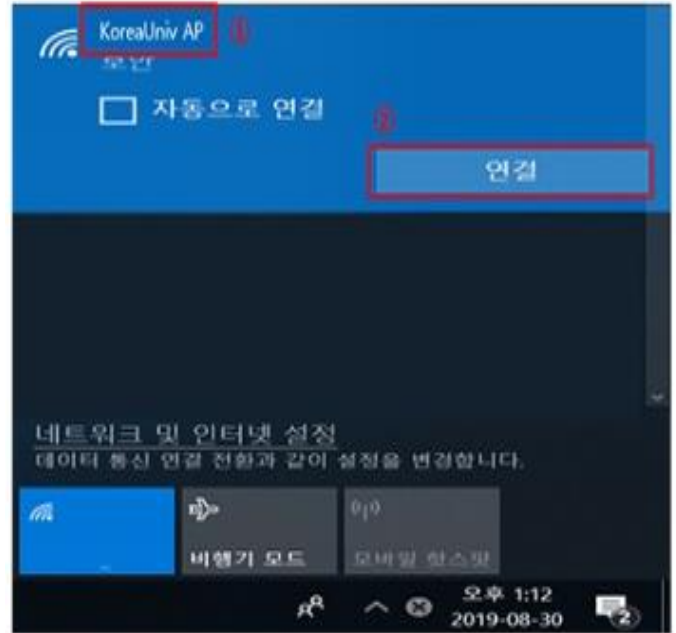 KoreaUniv AP ①
보안
자동으로 연결
②
연결
네트워크 및 인터넷 설정
데이터 통신 연결 전환과 같이 설정을 변경합니다.
비행기 모드
모바일 핫스팟
오후 1:12
2019-08-30
2